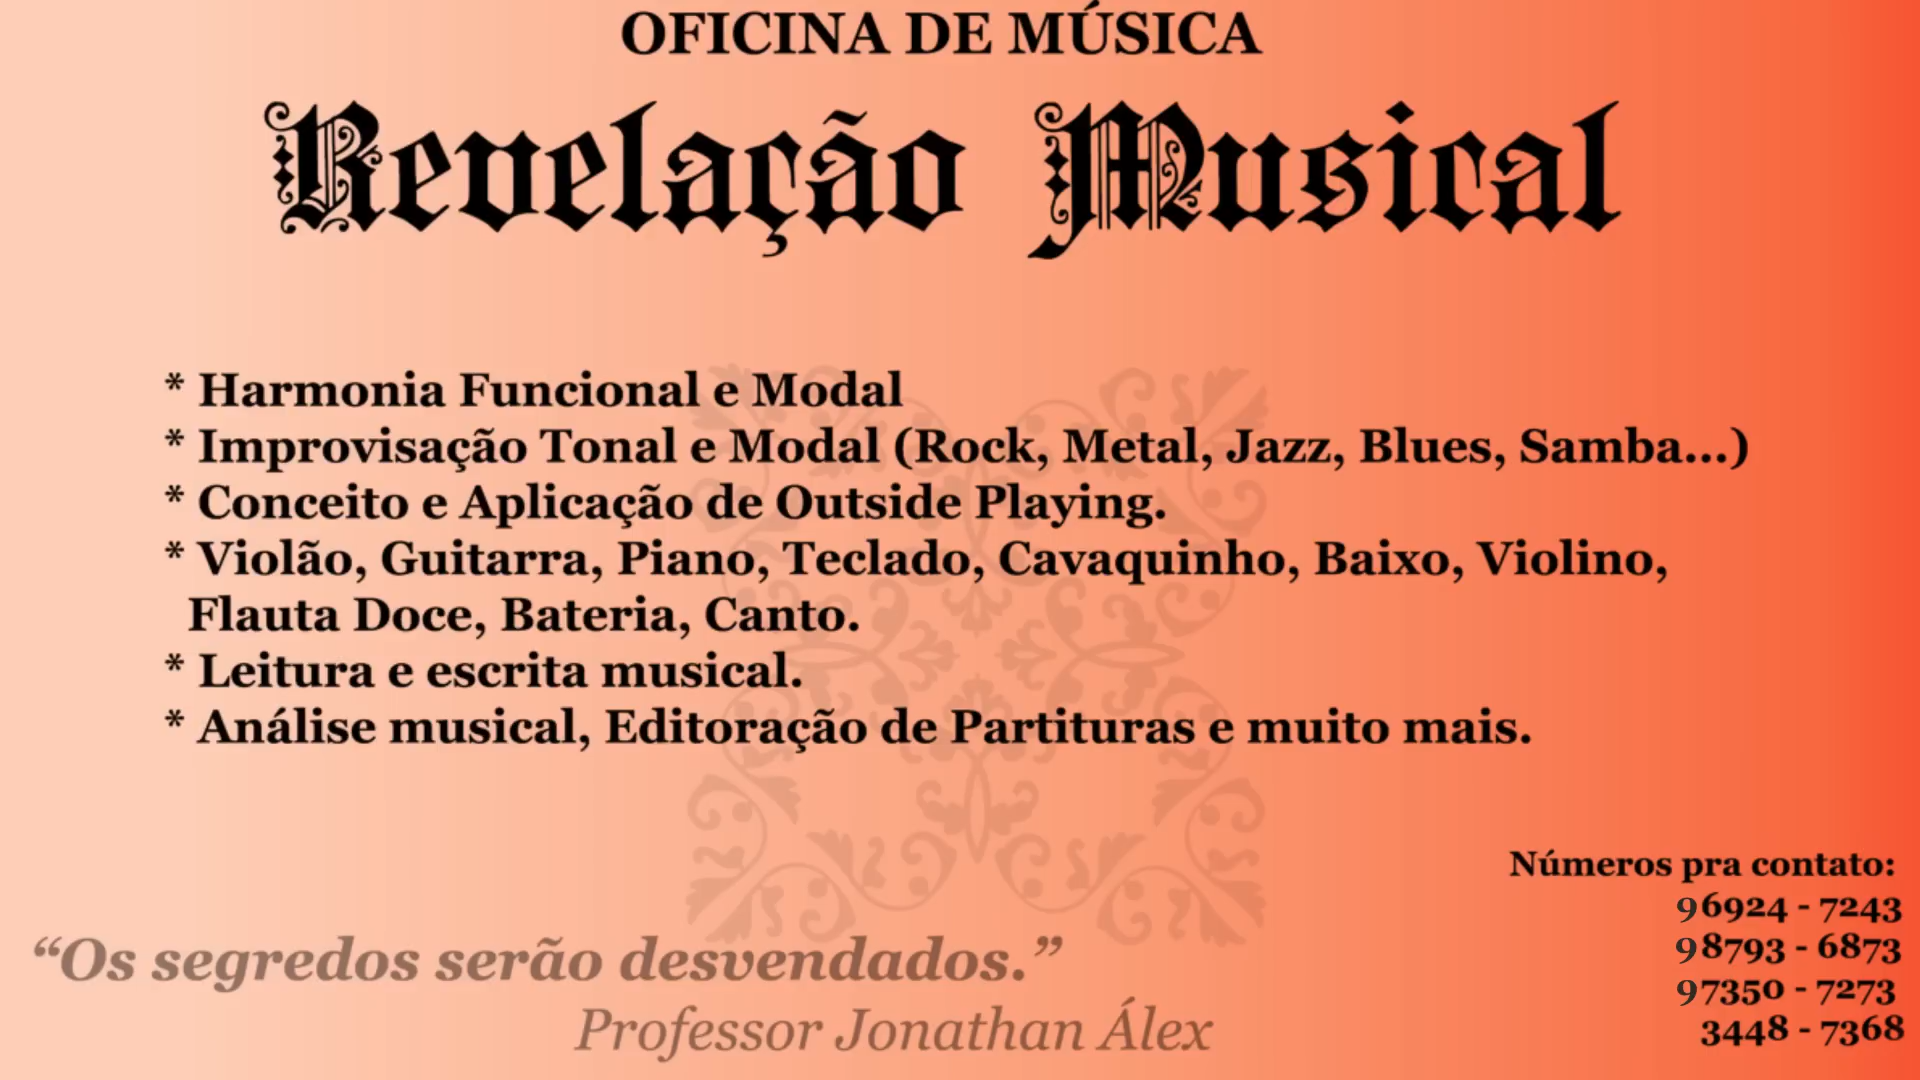 OFICINA DE MÚSICA
Revelação Musical
* Harmonia Funcional e Modal
* Improvisação Tonal e Modal (Rock, Metal, Jazz, Blues, Samba...)
* Conceito e Aplicação de Outside Playing.
* Violão, Guitarra, Piano, Teclado, Cavaquinho, Baixo, Violino,
Flauta Doce, Bateria, Canto.
* Leitura e escrita musical.
* Análise musical, Editoração de Partituras e muito mais.
Números pra contato:
96924 - 7243
98793 - 6873
97350 - 7273
3448 - 7368
“Os segredos serão desvendados.”
Professor Jonathan Álex